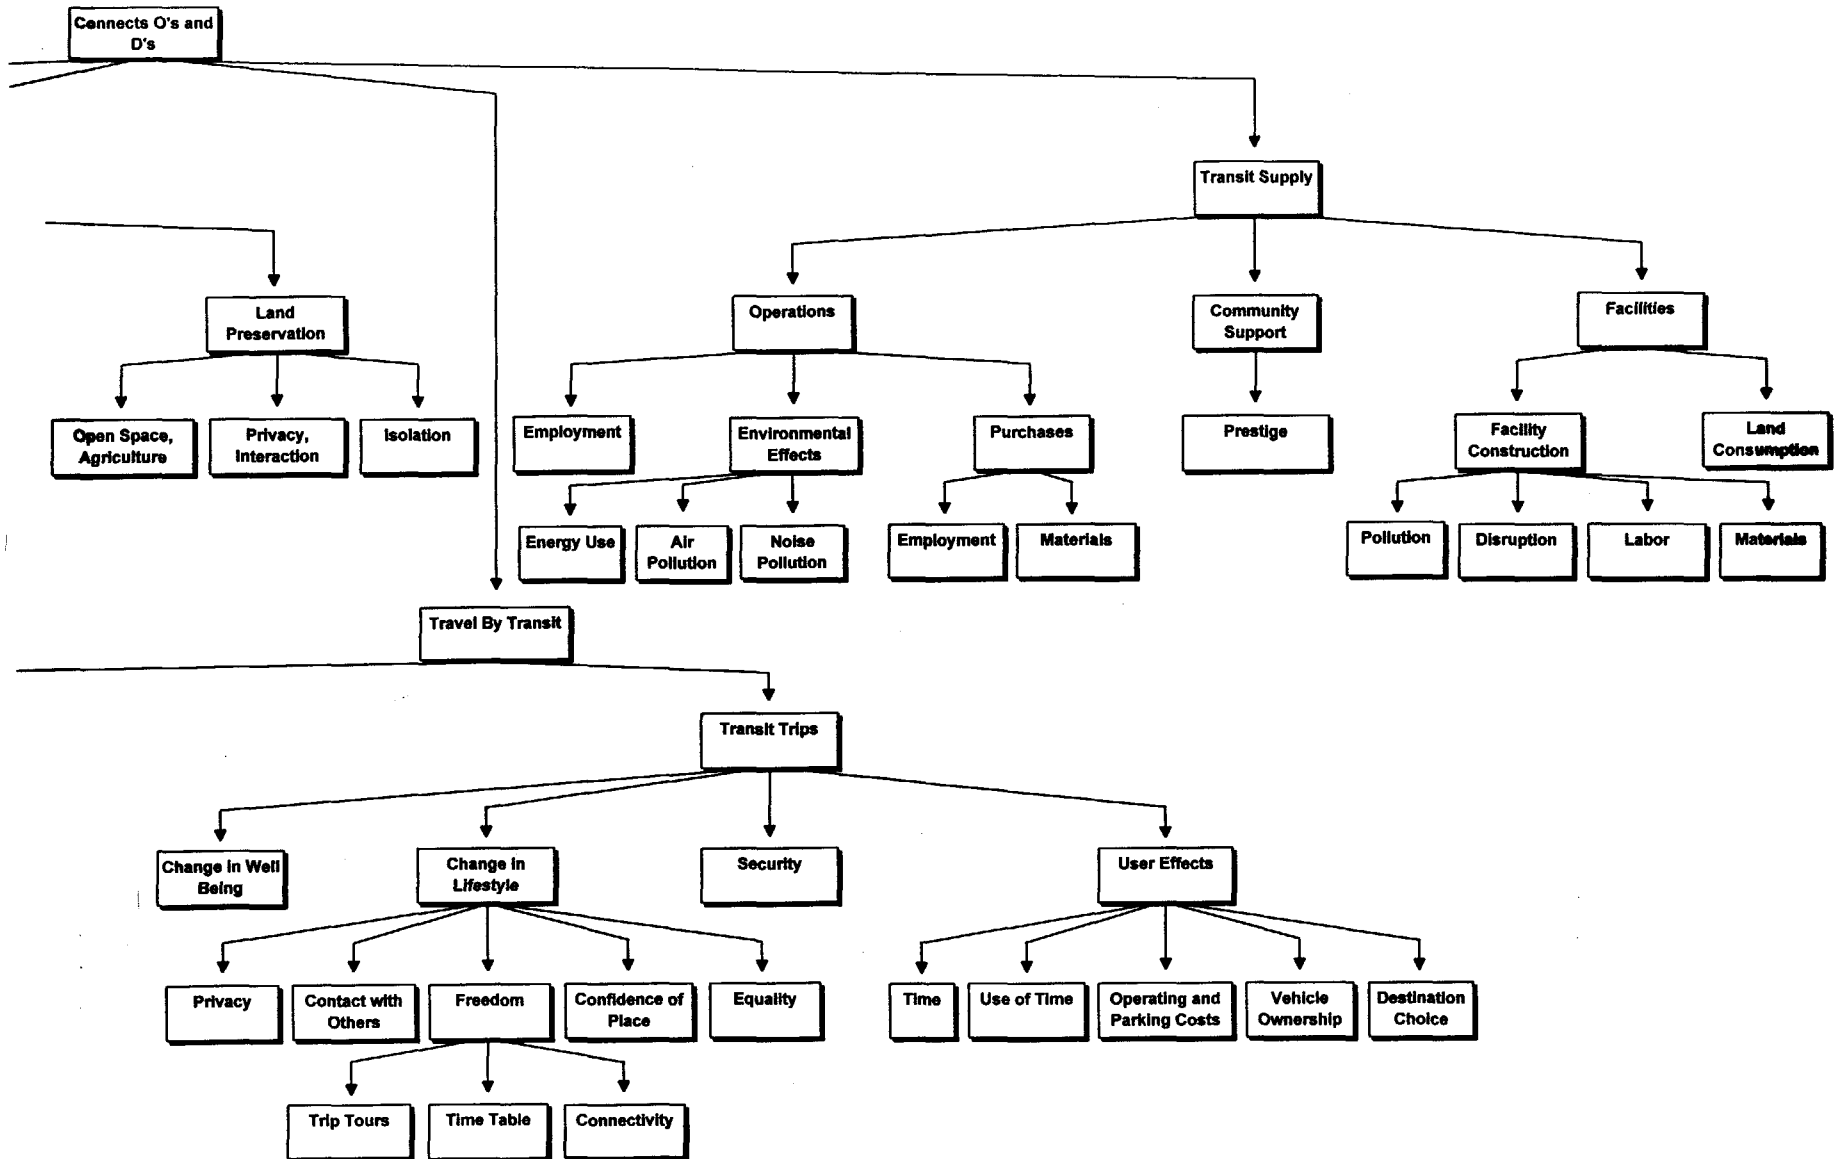 Connects O's and
D's
Transit Supply
Land
Preservation
Operations
Community
Support
Facilities
Open Space,
Agriculture
Privacy,
Interaction
Isolation
Employment
Environmental
Effects
Purchases
Prestige
Facility
Construction
Land
Consumption
Energy Use
Air
Pollution
Noise
Pollution
Employment
Materials
Pollution
Disruption
Labor
Materials
Travel By Transit
Transit Trips
Change in Well
Being
Change in
Lifestyle
Security
User Effects
Privacy
Contact with
Others
Freedom
Confidence of
Place
Equality
Time
Use of Time
Operating and
Parking Costs
Vehicle
Ownership
Destination
Choice
Trip Tours
Time Table
Connectivity